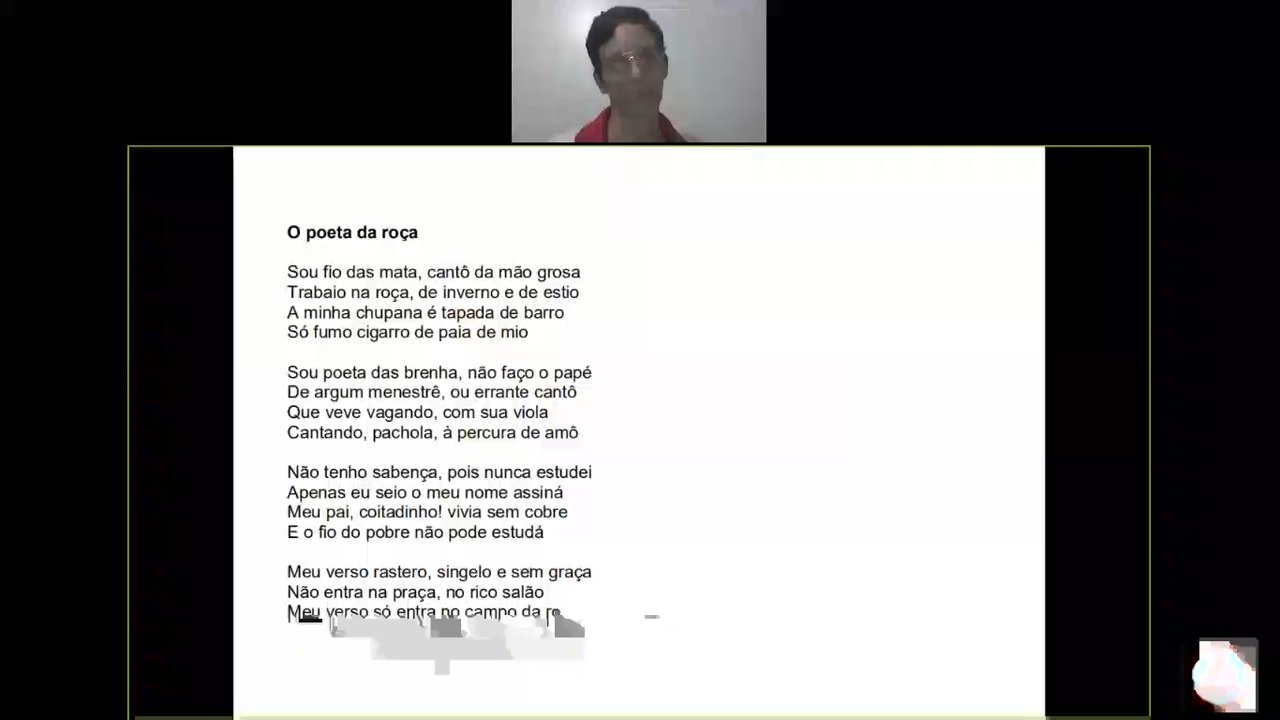 O poeta da roça
Sou fio das mata, cantô da mão grosa
Trabaio na roça, de inverno e de estio
A minha chupana é tapada de barro
Só fumo cigarro de paia de mio
Sou poeta das brenha, não faço o papé
De argum menestrê, ou errante cantô
Que veve vagando, com sua viola
Cantando, pachola, à percura de amô
Não tenho sabença, pois nunca estudei
Apenas eu seio o meu nome assiná
Meu pai, coitadinho! vivia sem cobre
E o fio do pobre não pode estudá
Meu verso rastero, singelo e sem graça
Não entra na praça, no rico salão
Meu verso só entra no campo da